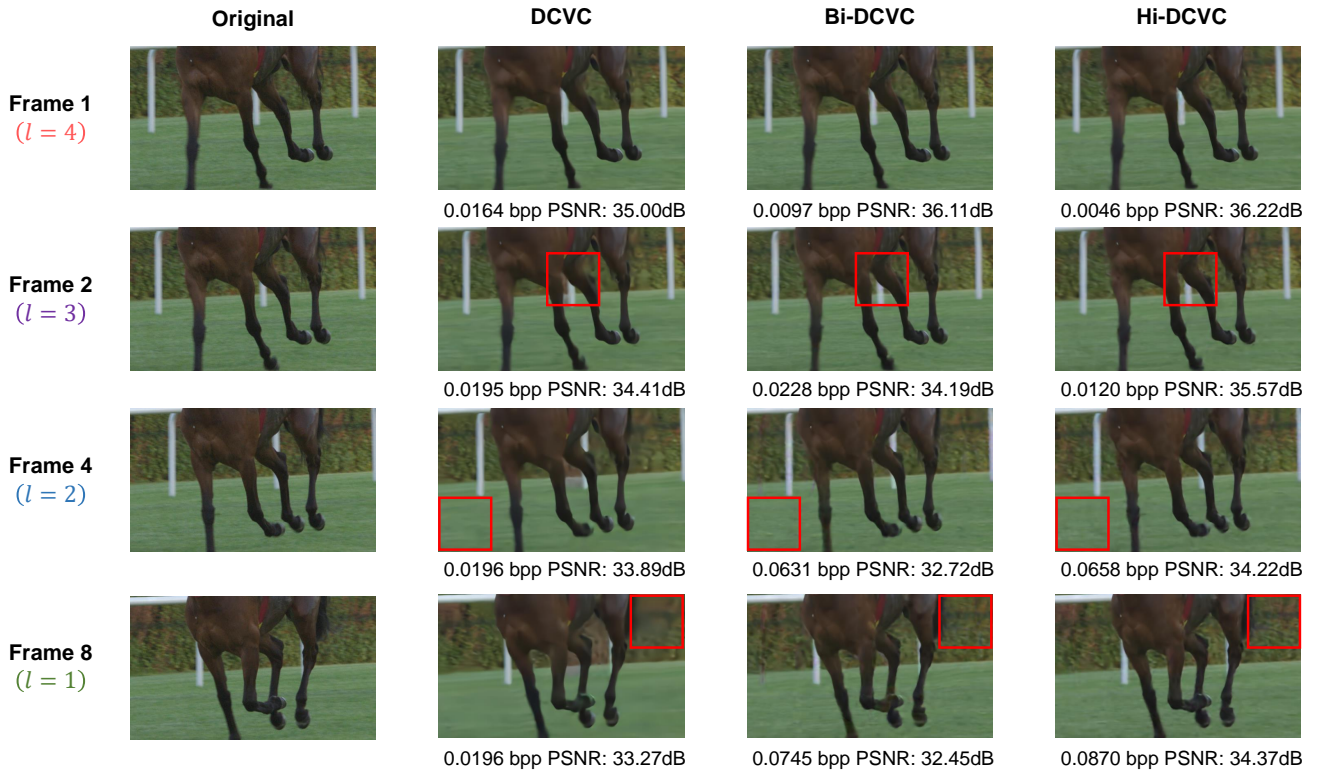 Original DCVC Bi-DCVC Hi-DCVC
Frame 1
(l = 4)
0.0164 bpp PSNR: 35.00dB 0.0097 bpp PSNR: 36.11dB 0.0046 bpp PSNR: 36.22dB
Frame 2
(l = 3)
0.0195 bpp PSNR: 34.41dB 0.0228 bpp PSNR: 34.19dB 0.0120 bpp PSNR: 35.57dB
Frame 4
(l = 2)
0.0196 bpp PSNR: 33.89dB 0.0631 bpp PSNR: 32.72dB 0.0658 bpp PSNR: 34.22dB
Frame 8
(l = 1)
0.0196 bpp PSNR: 33.27dB 0.0745 bpp PSNR: 32.45dB 0.0870 bpp PSNR: 34.37dB